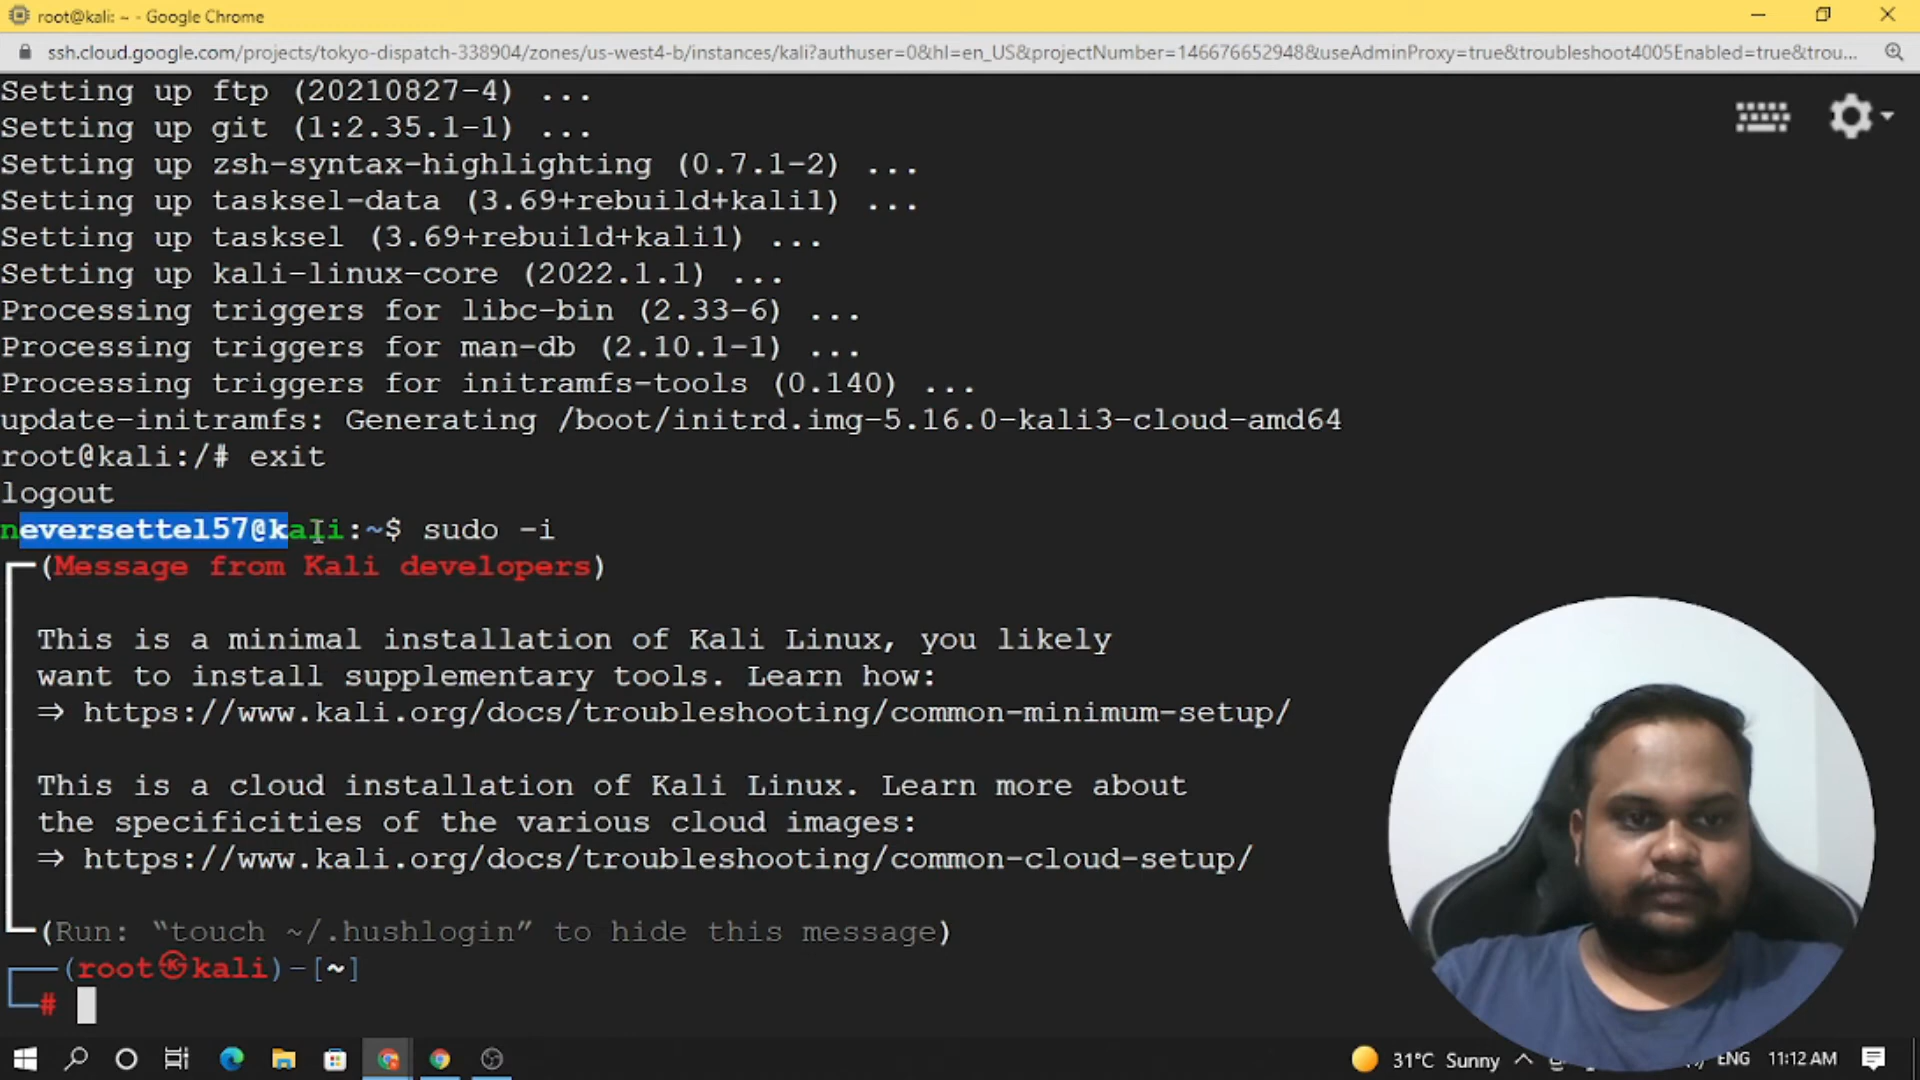 root@kali: ~ - Google Chrome
ssh.cloud.google.com/projects/tokyo-dispatch-338904/zones/us-west4-b/instances/kali?authuser=0&hl=en_US&projectNumber=146676652948&useAdminProxy=true&troubleshoot4005Enabled=true&trou...
Setting up ftp (20210827-4) ...
Setting up git (1:2.35.1-1) ...
Setting up zsh-syntax-highlighting (0.7.1-2) ...
Setting up tasksel-data (3.69+rebuild+kali1) ...
Setting up tasksel (3.69+rebuild+kali1) ...
Setting up kali-linux-core (2022.1.1) ...
Processing triggers for libc-bin (2.33-6) ...
Processing triggers for man-db (2.10.1-1) ...
Processing triggers for initramfs-tools (0.140) ...
update-initramfs: Generating /boot/initrd.img-5.16.0-kali3-cloud-amd64
root@kali:/# exit
logout
neversettel57@kali:~$ sudo -i
(Message from Kali developers)
This is a minimal installation of Kali Linux, you likely
want to install supplementary tools. Learn how:
⇒ https://www.kali.org/docs/troubleshooting/common-minimum-setup/
This is a cloud installation of Kali Linux. Learn more about
the specificities of the various cloud images:
⇒ https://www.kali.org/docs/troubleshooting/common-cloud-setup/
(Run: “touch ~/.hushlogin” to hide this message)
(root㉿kali)-[~]
#
31°C Sunny ENG 11:12 AM